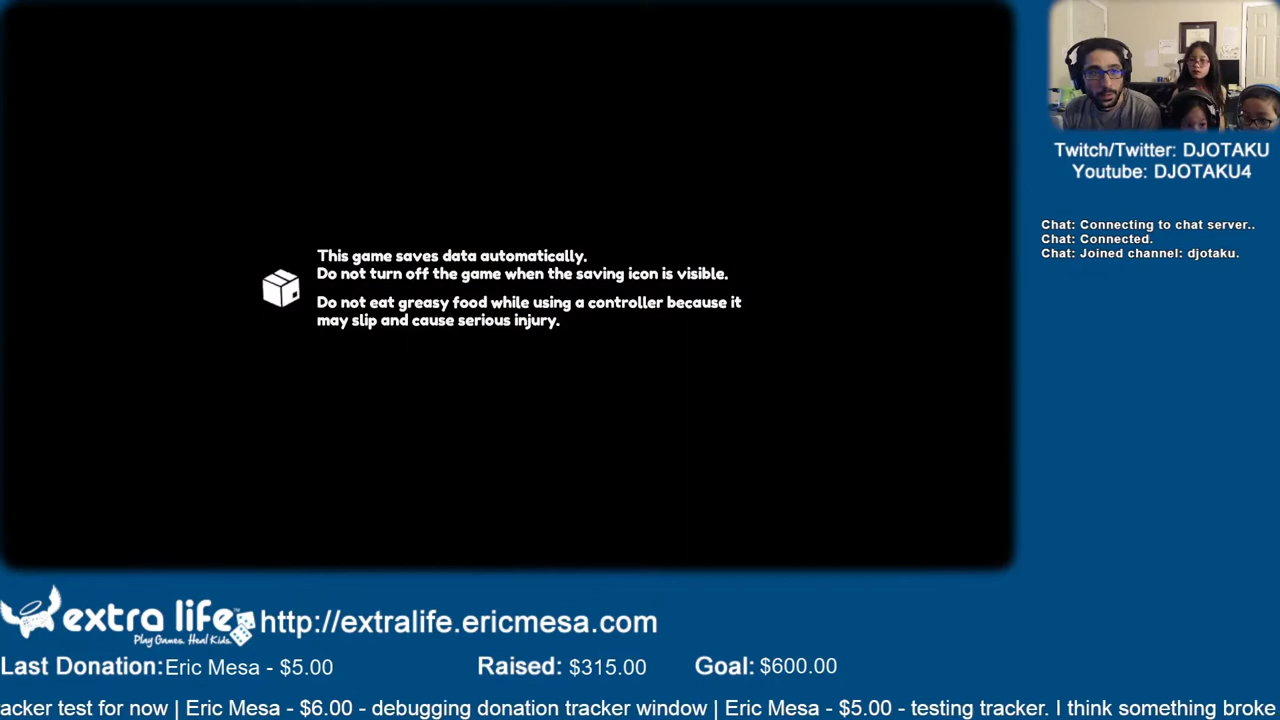 This game saves data automatically.
Do not turn off the game when the saving icon is visible.
Do not eat greasy food while using a controller because it
may slip and cause serious injury.
Twitch/Twitter: DJOTAKU
Youtube: DJOTAKU4
Chat: Connecting to chat server..
Chat: Connected.
Chat: Joined channel: djotaku.
extra life
Play Games. Heal Kids.
http://extralife.ericmesa.com
Last Donation: Eric Mesa - $5.00
Raised: $315.00
Goal: $600.00
acker test for now | Eric Mesa - $6.00 - debugging donation tracker window | Eric Mesa - $5.00 - testing tracker. I think something broke